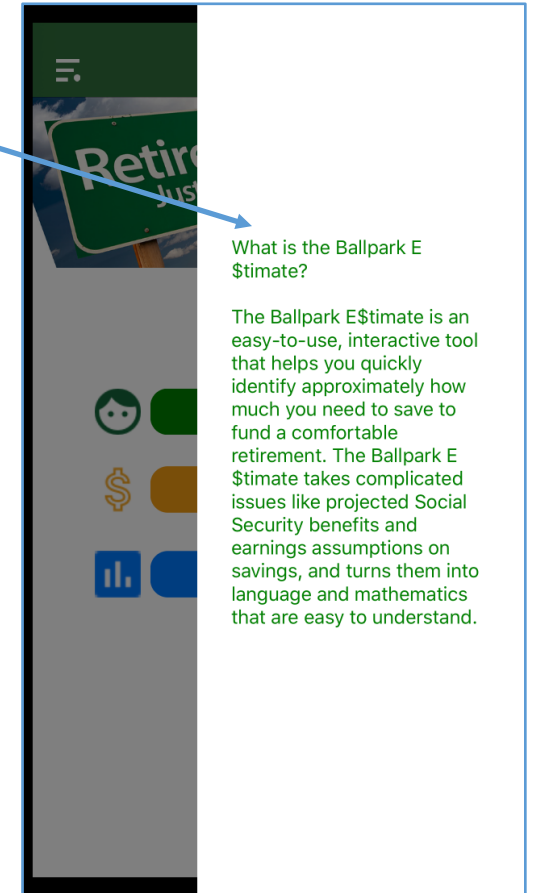 Retire
Just
What is the Ballpark E
$timate?
The Ballpark E$timate is an
easy-to-use, interactive tool
that helps you quickly
identify approximately how
much you need to save to
fund a comfortable
retirement. The Ballpark E
$timate takes complicated
issues like projected Social
Security benefits and
earnings assumptions on
savings, and turns them into
language and mathematics
that are easy to understand.